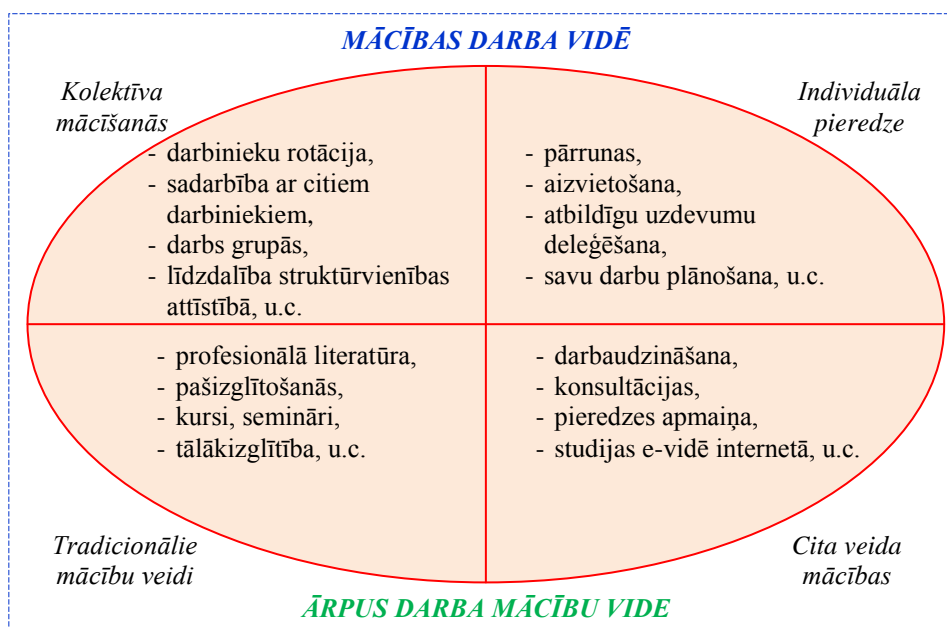 MĀCĪBAS DARBA VIDĒ
Kolektīva
mācīšanās
- darbinieku rotācija,
- sadarbība ar citiem
darbiniekiem,
- darbs grupās,
- līdzdalība struktūrvienības
attīstībā, u.c.
Individuāla
pieredze
- pārrunas,
- aizvietošana,
- atbildīgu uzdevumu
deleģēšana,
- savu darbu plānošana, u.c.
- profesionālā literatūra,
- pašizglītošanās,
- kursi, semināri,
- tālākizglītība, u.c.
Tradicionālie
mācību veidi
- darbaudzināšana,
- konsultācijas,
- pieredzes apmaiņa,
- studijas e-vidē internetā, u.c.
Cita veida
mācības
ĀRPUS DARBA MĀCĪBU VIDE